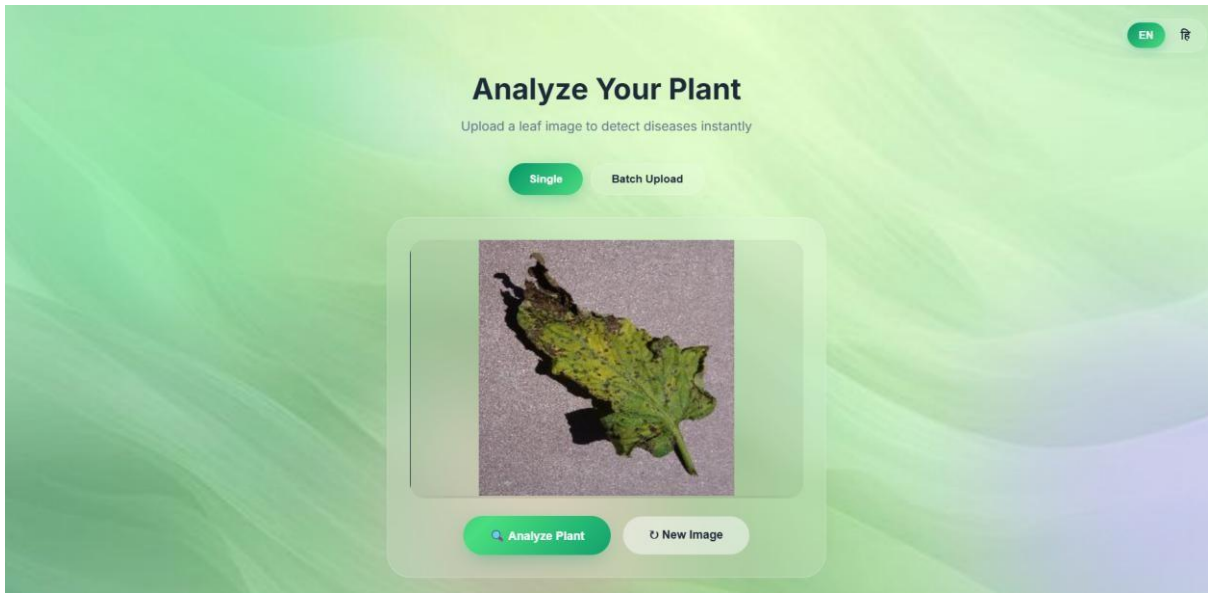 EN हि
Analyze Your Plant
Upload a leaf image to detect diseases instantly
Single Batch Upload
🔍 Analyze Plant ↻ New Image